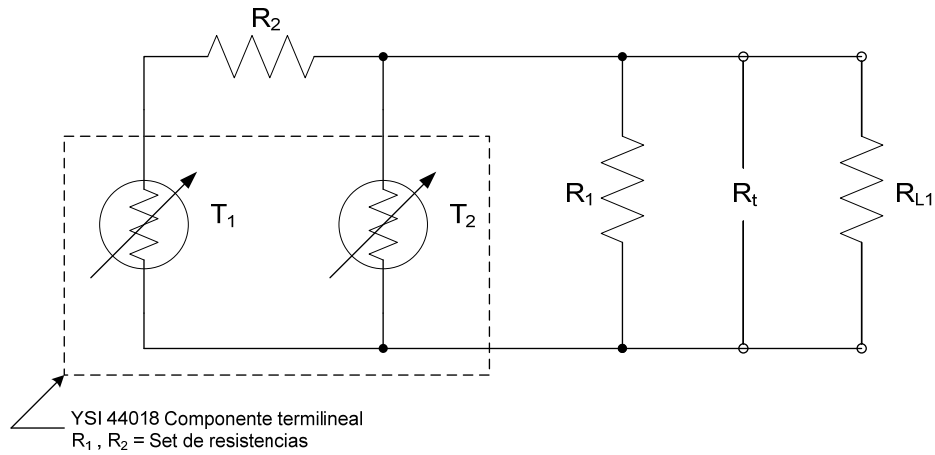 R2
T1
T2
R1
Rt
RL1
YSI 44018 Componente termilineal
R1 , R2 = Set de resistencias